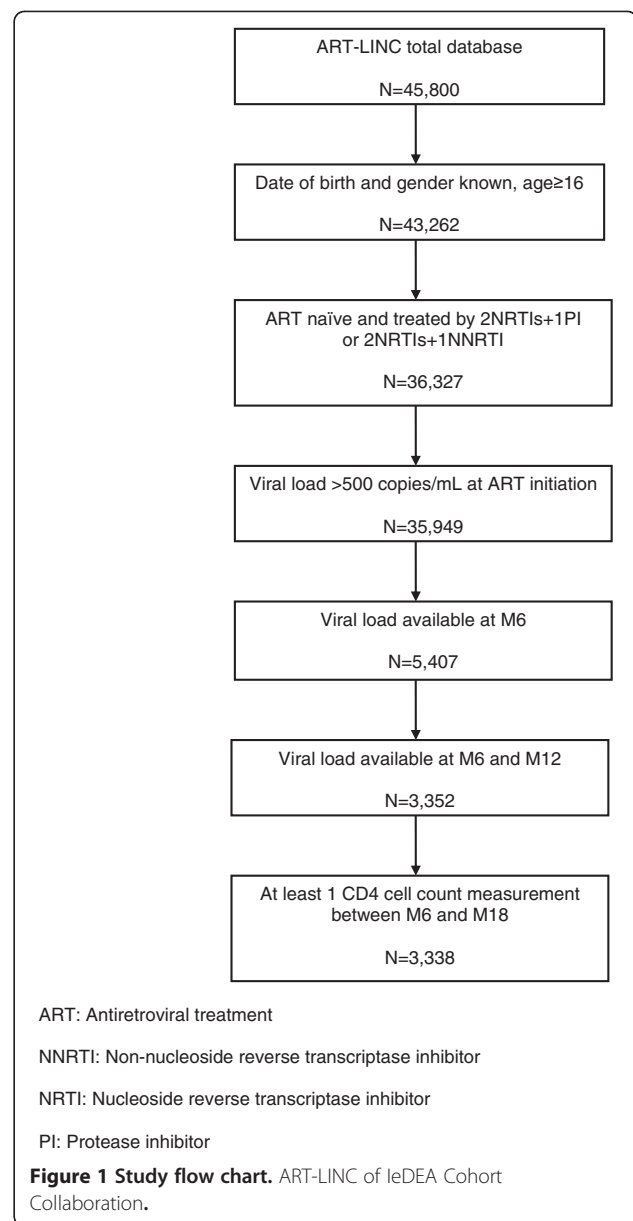 ART-LINC total database
N=45,800
Date of birth and gender known, age≥16
N=43,262
ART naïve and treated by 2NRTIs+1PI
or 2NRTIs+1NNRTI
N=36,327
Viral load >500 copies/mL at ART initiation
N=35,949
Viral load available at M6
N=5,407
Viral load available at M6 and M12
N=3,352
At least 1 CD4 cell count measurement
between M6 and M18
N=3,338
ART: Antiretroviral treatment
NNRTI: Non-nucleoside reverse transcriptase inhibitor
NRTI: Nucleoside reverse transcriptase inhibitor
PI: Protease inhibitor
Figure 1 Study flow chart. ART-LINC of IeDEA Cohort
Collaboration.